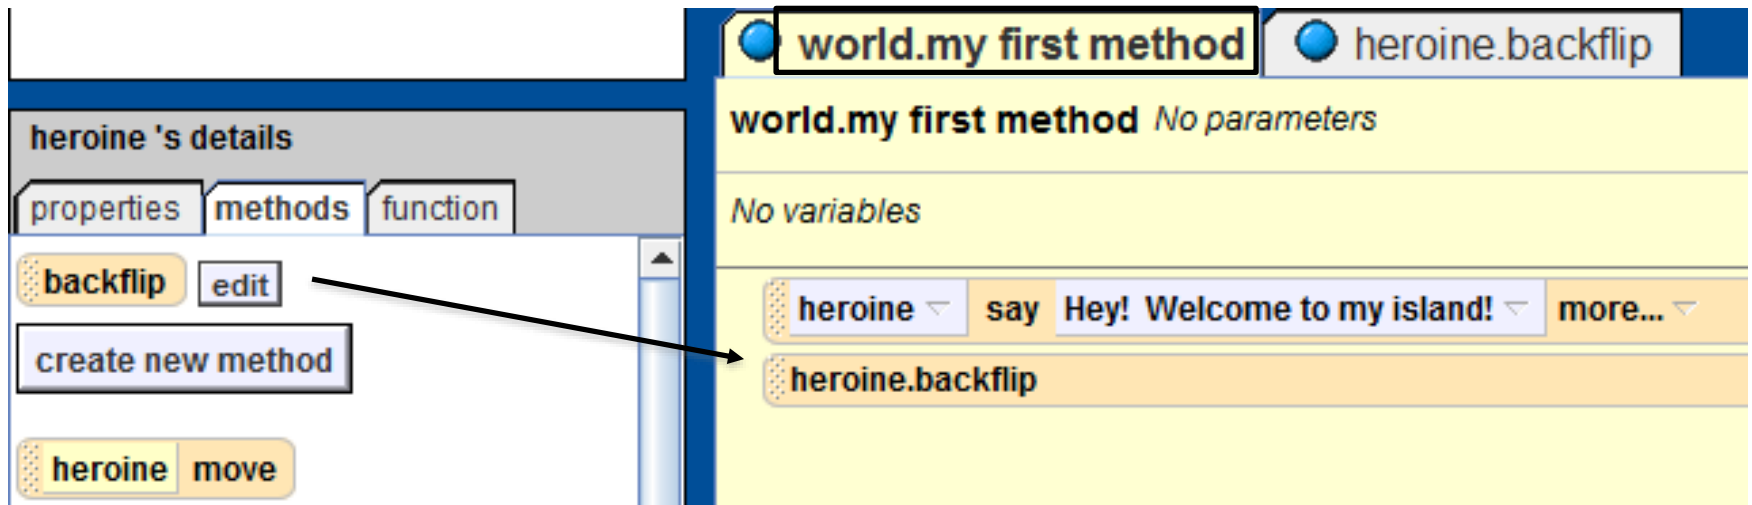 heroine 's details
properties methods function
backflip edit
create new method
heroine move
world.my first method heroine.backflip
world.my first method No parameters
No variables
heroine say Hey! Welcome to my island! more...
heroine.backflip